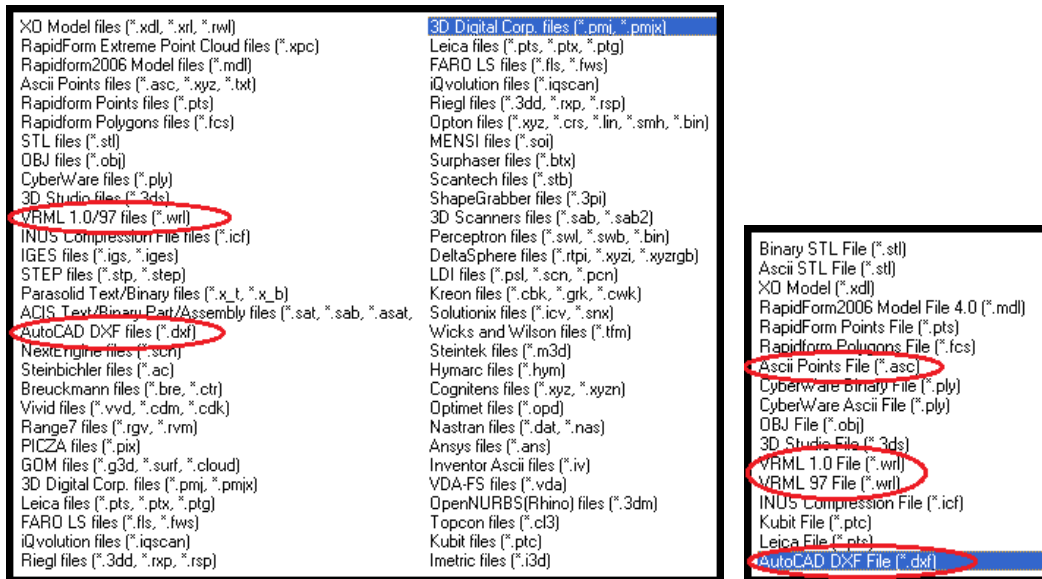 XO Model files (*.xdl, *.xrl, *.rwl)
RapidForm Extreme Point Cloud files (*.xpc)
Rapidform2006 Model files (*.mdl)
Ascii Points files (*.asc, *.xyz, *.txt)
Rapidform Points files (*.pts)
Rapidform Polygons files (*.fcs)
STL files (*.stl)
OBJ files (*.obj)
CyberWare files (*.ply)
3D Studio files (*.3ds)
VRML 1.0/97 files (*.wrl)
INUS Compression File files (*.icf)
IGES files (*.igs, *.iges)
STEP files (*.stp, *.step)
Parasolid Text/Binary files (*.x_t, *.x_b)
ACIS Text/Binary Part/Assembly files (*.sat, *.sab, *.asat,
AutoCAD DXF files (*.dxf)
NextEngine files (*.scn)
Steinbichler files (*.ac)
Breuckmann files (*.bre, *.ctr)
Vivid files (*.vvd, *.cdm, *.cdk)
Range7 files (*.rgv, *.rvm)
PICZA files (*.pix)
GOM files (*.g3d, *.surf, *.cloud)
3D Digital Corp. files (*.pmj, *.pmjx)
Leica files (*.pts, *.ptx, *.ptg)
FARO LS files (*.fls, *.fws)
iQvolution files (*.iqscan)
Riegl files (*.3dd, *.rxp, *.rsp)
3D Digital Corp. files (*.pmj, *.pmjx)
Leica files (*.pts, *.ptx, *.ptg)
FARO LS files (*.fls, *.fws)
iQvolution files (*.iqscan)
Riegl files (*.3dd, *.rxp, *.rsp)
Opton files (*.xyz, *.crs, *.lin, *.smh, *.bin)
MENSI files (*.soi)
Surphaser files (*.btx)
Scantech files (*.stb)
ShapeGrabber files (*.3pi)
3D Scanners files (*.sab, *.sab2)
Perceptron files (*.swl, *.swb, *.bin)
DeltaSphere files (*.rtpi, *.xyzi, *.xyzrgb)
LDI files (*.psl, *.scn, *.pcn)
Kreon files (*.cbk, *.grk, *.cwk)
Solutionix files (*.icv, *.snx)
Wicks and Wilson files (*.tfm)
Steintek files (*.m3d)
Hymarc files (*.hym)
Cognitens files (*.xyz, *.xyzn)
Optimet files (*.opd)
Nastran files (*.dat, *.nas)
Ansys files (*.ans)
Inventor Ascii files (*.iv)
VDA-FS files (*.vda)
OpenNURBS(Rhino) files (*.3dm)
Topcon files (*.cl3)
Kubit files (*.ptc)
Imetric files (*.i3d)
Binary STL File (*.stl)
Ascii STL File (*.stl)
XO Model (*.xdl)
RapidForm2006 Model File 4.0 (*.mdl)
RapidForm Points File (*.pts)
Rapidform Polygons File (*.fcs)
Ascii Points File (*.asc)
CyberWare Binary File (*.ply)
CyberWare Ascii File (*.ply)
OBJ File (*.obj)
3D Studio File (*.3ds)
VRML 1.0 File (*.wrl)
VRML 97 File (*.wrl)
INUS Compression File (*.icf)
Kubit File (*.ptc)
Leica File (*.pts)
AutoCAD DXF File (*.dxf)